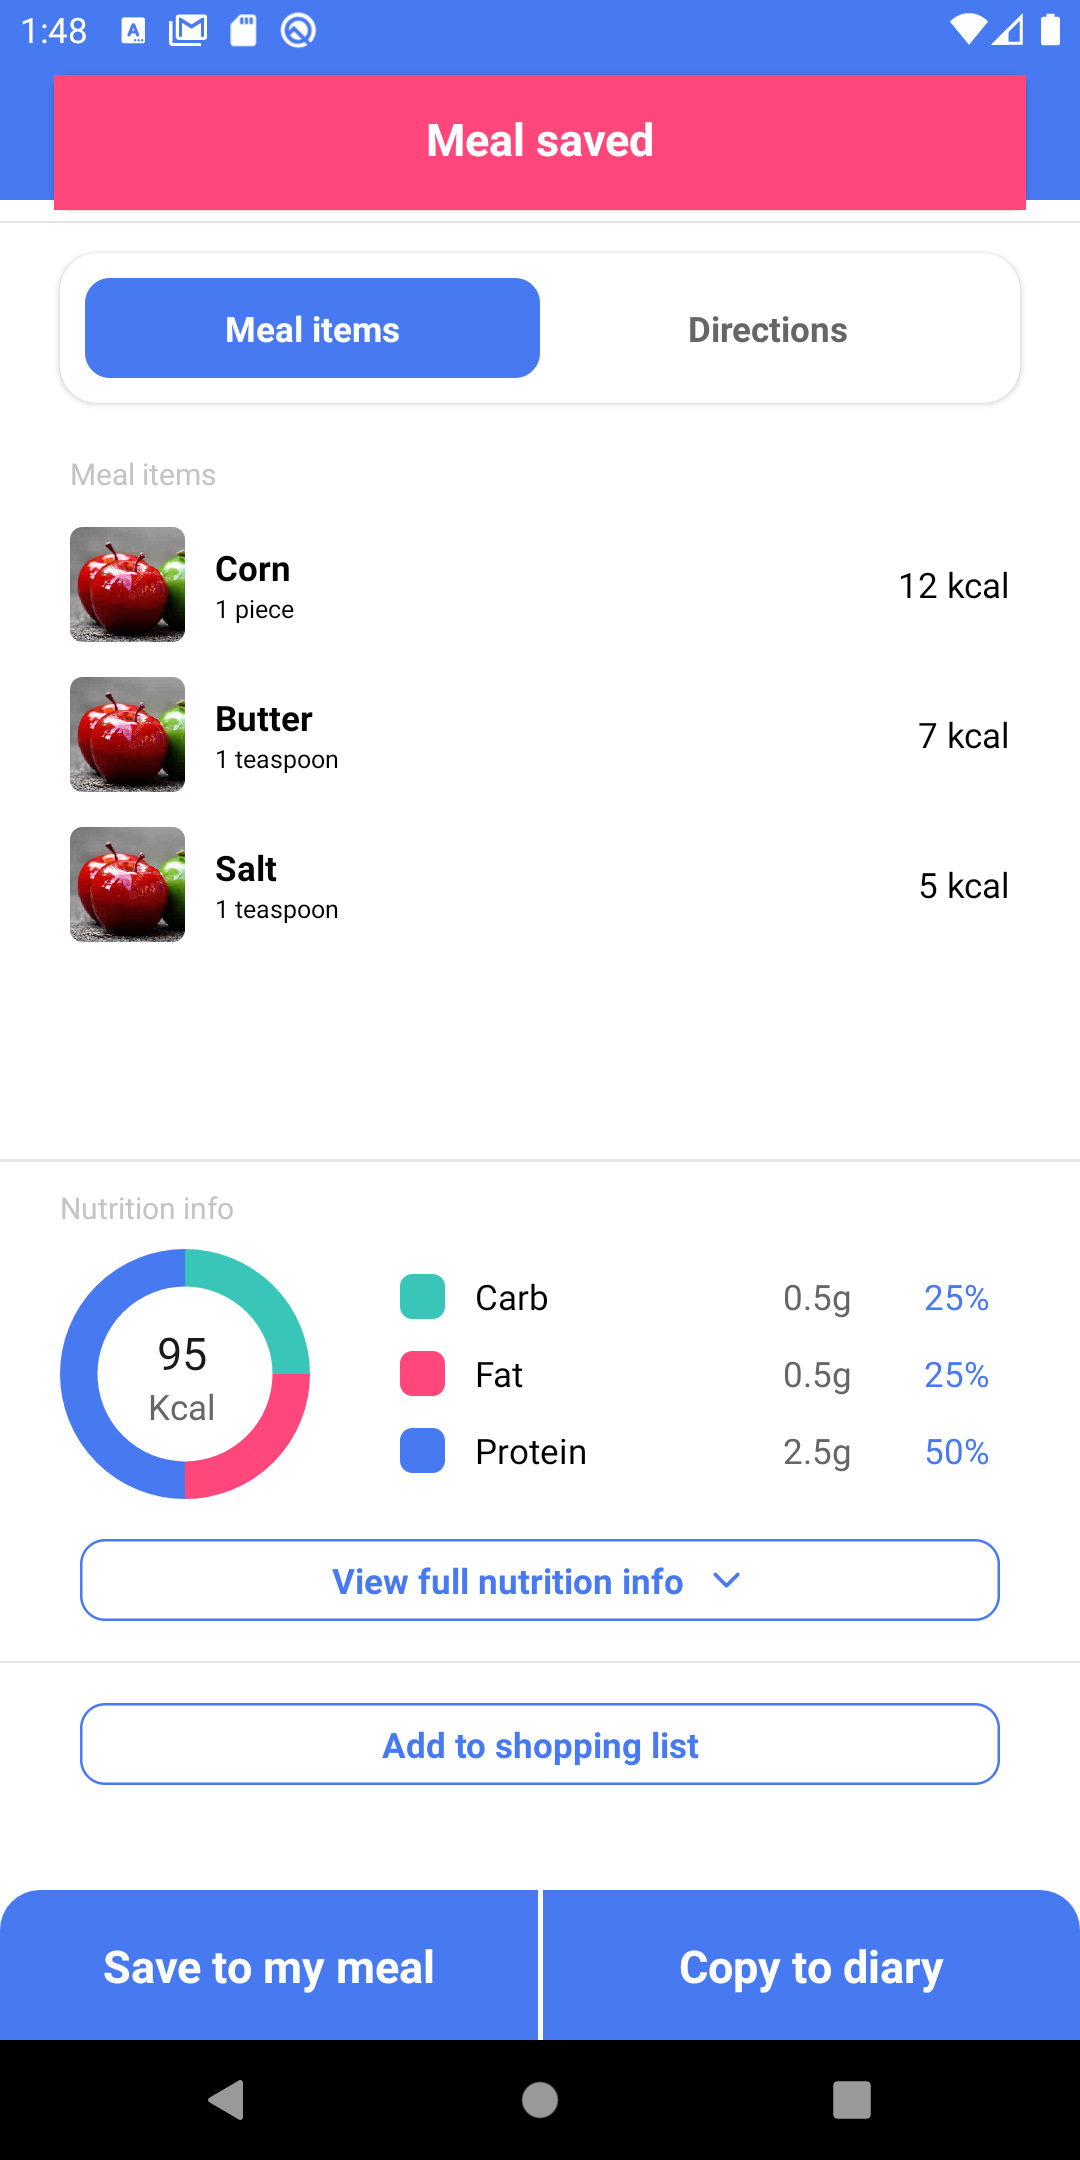 1:48
Meal saved
Meal items
Directions
Meal items
Corn
1 piece
12 kcal
Butter
1 teaspoon
7 kcal
Salt
1 teaspoon
5 kcal
Nutrition info
95
Kcal
Carb 0.5g 25%
Fat 0.5g 25%
Protein 2.5g 50%
View full nutrition info
Add to shopping list
Save to my meal
Copy to diary